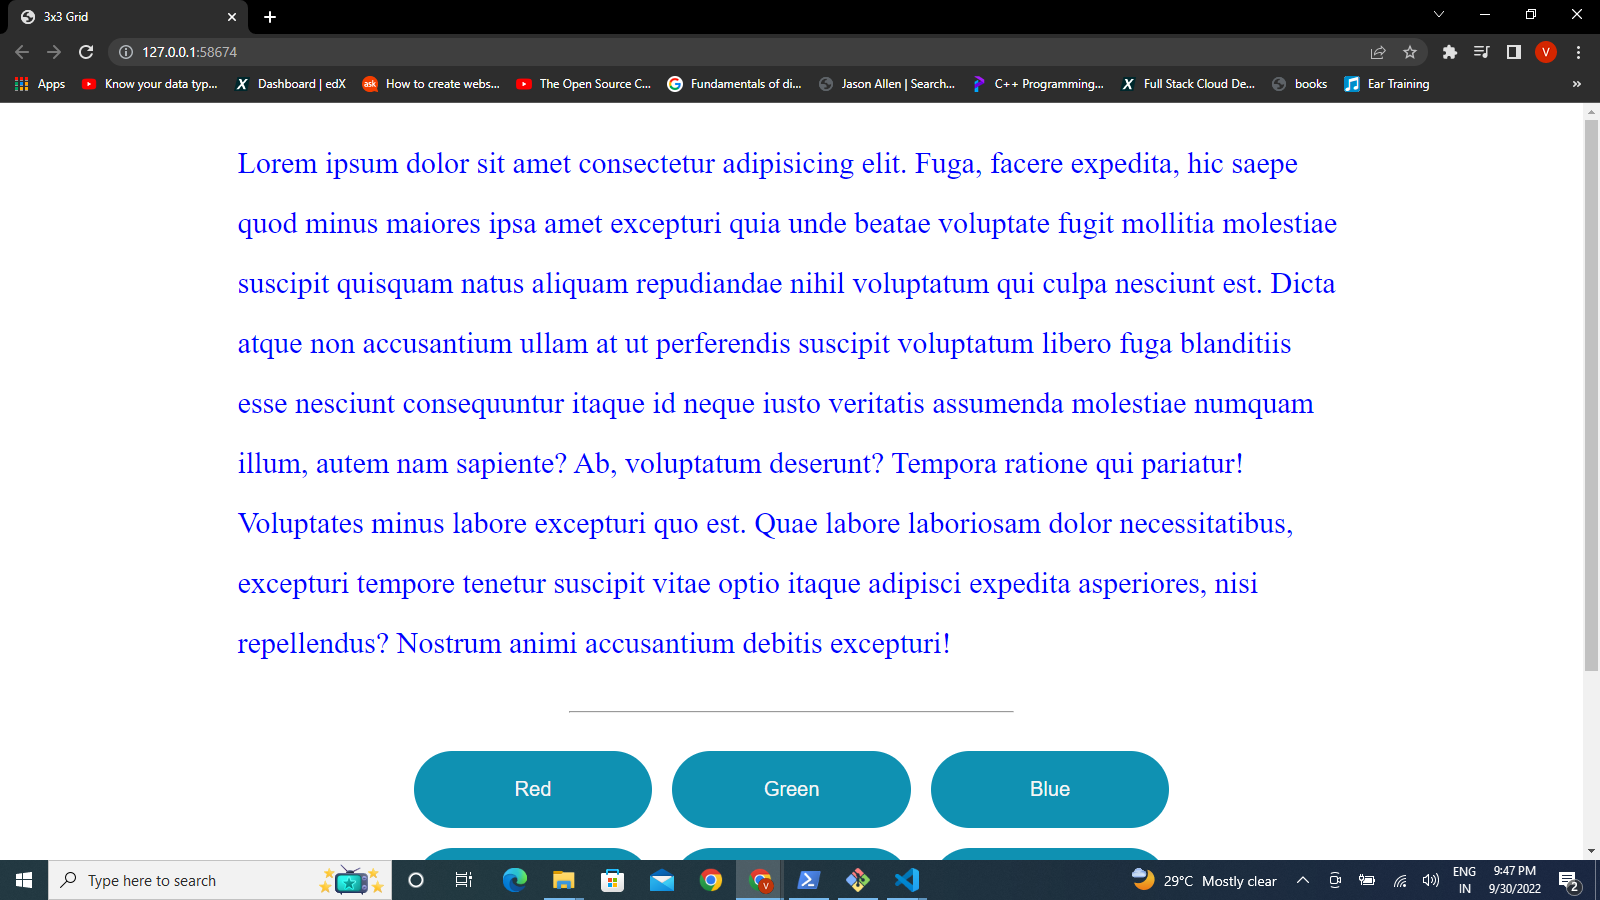 3x3 Grid
127.0.0.1:58674
V
Apps
Know your data typ...
X Dashboard | edX
ask How to create webs...
The Open Source C...
G Fundamentals of di...
Jason Allen | Search...
C++ Programming...
X Full Stack Cloud De...
books
Ear Training
»
Lorem ipsum dolor sit amet consectetur adipisicing elit. Fuga, facere expedita, hic saepe
quod minus maiores ipsa amet excepturi quia unde beatae voluptate fugit mollitia molestiae
suscipit quisquam natus aliquam repudiandae nihil voluptatum qui culpa nesciunt est. Dicta
atque non accusantium ullam at ut perferendis suscipit voluptatum libero fuga blanditiis
esse nesciunt consequuntur itaque id neque iusto veritatis assumenda molestiae numquam
illum, autem nam sapiente? Ab, voluptatum deserunt? Tempora ratione qui pariatur!
Voluptates minus labore excepturi quo est. Quae labore laboriosam dolor necessitatibus,
excepturi tempore tenetur suscipit vitae optio itaque adipisci expedita asperiores, nisi
repellendus? Nostrum animi accusantium debitis excepturi!
Red
Green
Blue
Type here to search
V
29°C Mostly clear
ENG
IN
9:47 PM
9/30/2022
2